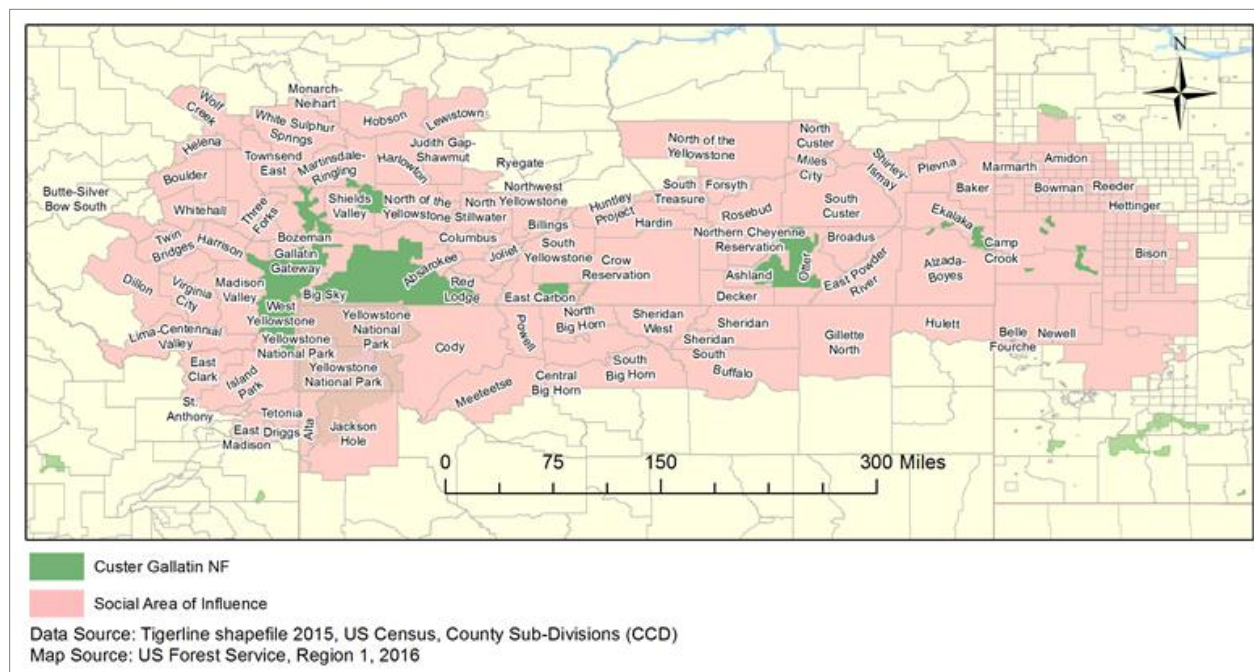 N
Wolf
Creek
Monarch-
Neihart
White Sulphur
Springs
Hobson
Lewistown
Helena
Judith Gap-
Shawmut
Townsend
East
Martinsdale-
Ringling
Harlowton
Ryegate
Boulder
Butte-Silver
Bow South
Whitehall
Three
Forks
Shields
Valley
North of the
Yellowstone
North
Stillwater
Northwest
Yellowstone
Huntley
Project
South
Treasure
Forsyth
North of the
Yellowstone
North
Custer
Miles
City
Shirley-
Ismay
Plevna
Baker
Marmarth
Amidon
Bowman
Reeder
Hettinger
Twin
Bridges
Harrison
Bozeman
Gallatin
Gateway
Columbus
Absarokee
Joliet
Billings
South
Yellowstone
Hardin
Crow
Reservation
Rosebud
Northern Cheyenne
Reservation
South
Custer
Broadus
Ekalaka
Camp
Crook
Bison
Dillon
Virginia
City
Madison
Valley
Big Sky
Red
Lodge
East Carbon
Ashland
Otter
Decker
East Powder
River
Alzada-
Boyes
West
Yellowstone
Yellowstone
National
Park
Lima-Centennial
Valley
Yellowstone
National Park
Yellowstone
National Park
Cody
Powell
North
Big Horn
Sheridan
West
Sheridan
Sheridan
South
Gillette
North
Hulett
Belle
Fourche
Newell
East
Clark
Island
Park
Meeteetse
Central
Big Horn
South
Big Horn
Buffalo
St.
Anthony
Tetonia
East
Madison
Driggs
Alta
Jackson
Hole
0 75 150 300 Miles
Custer Gallatin NF
Social Area of Influence
Data Source: Tigerline shapefile 2015, US Census, County Sub-Divisions (CCD)
Map Source: US Forest Service, Region 1, 2016